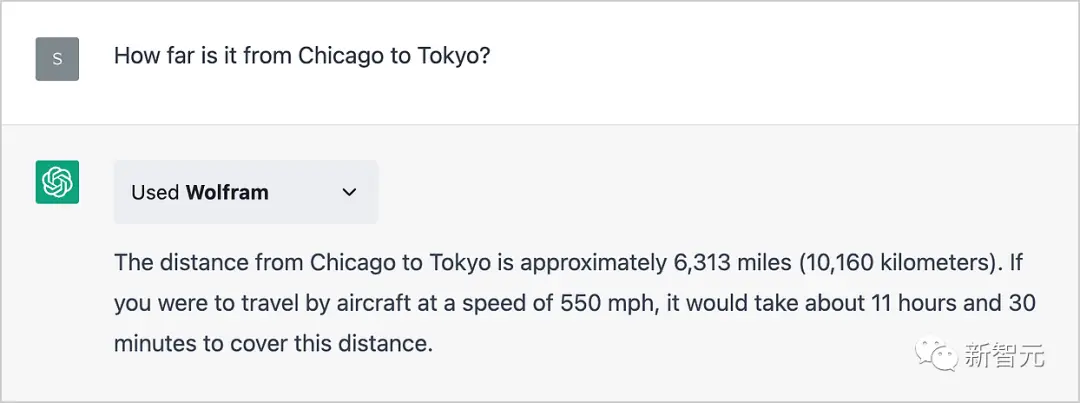 S
How far is it from Chicago to Tokyo?
Used Wolfram
The distance from Chicago to Tokyo is approximately 6,313 miles (10,160 kilometers). If
you were to travel by aircraft at a speed of 550 mph, it would take about 11 hours and 30
minutes to cover this distance.
新智元